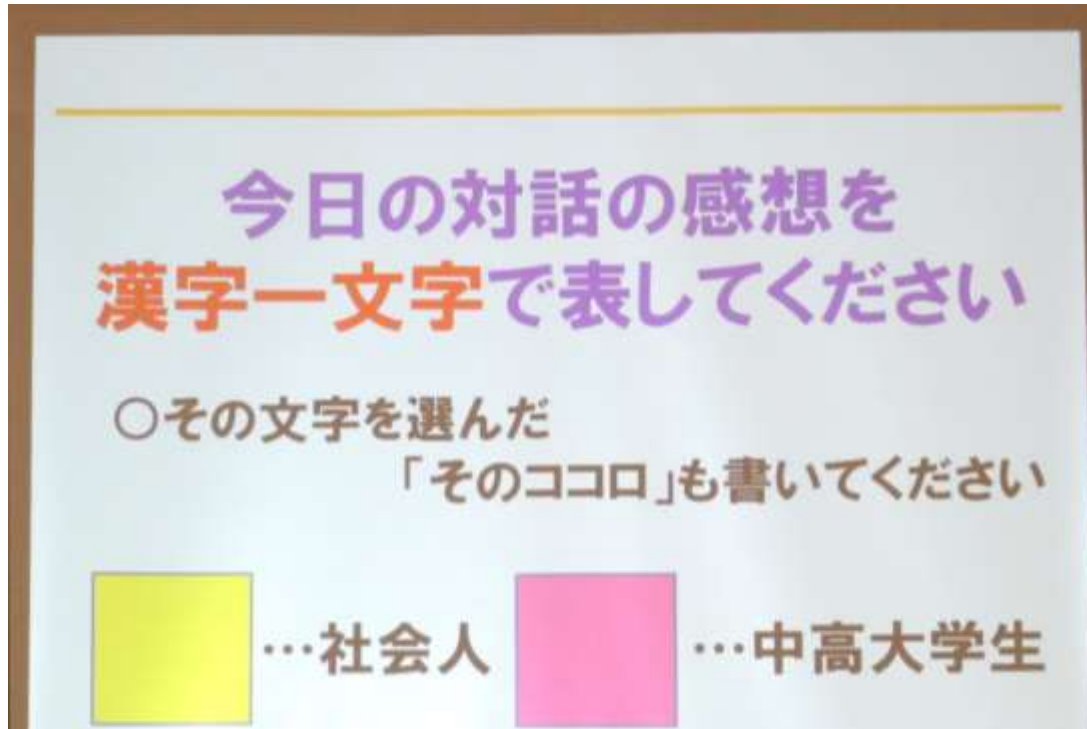 今日の対話の感想を
漢字一文字で表してください
○その文字を選んだ
「そのココロ」も書いてください
…社会人 …中高大学生